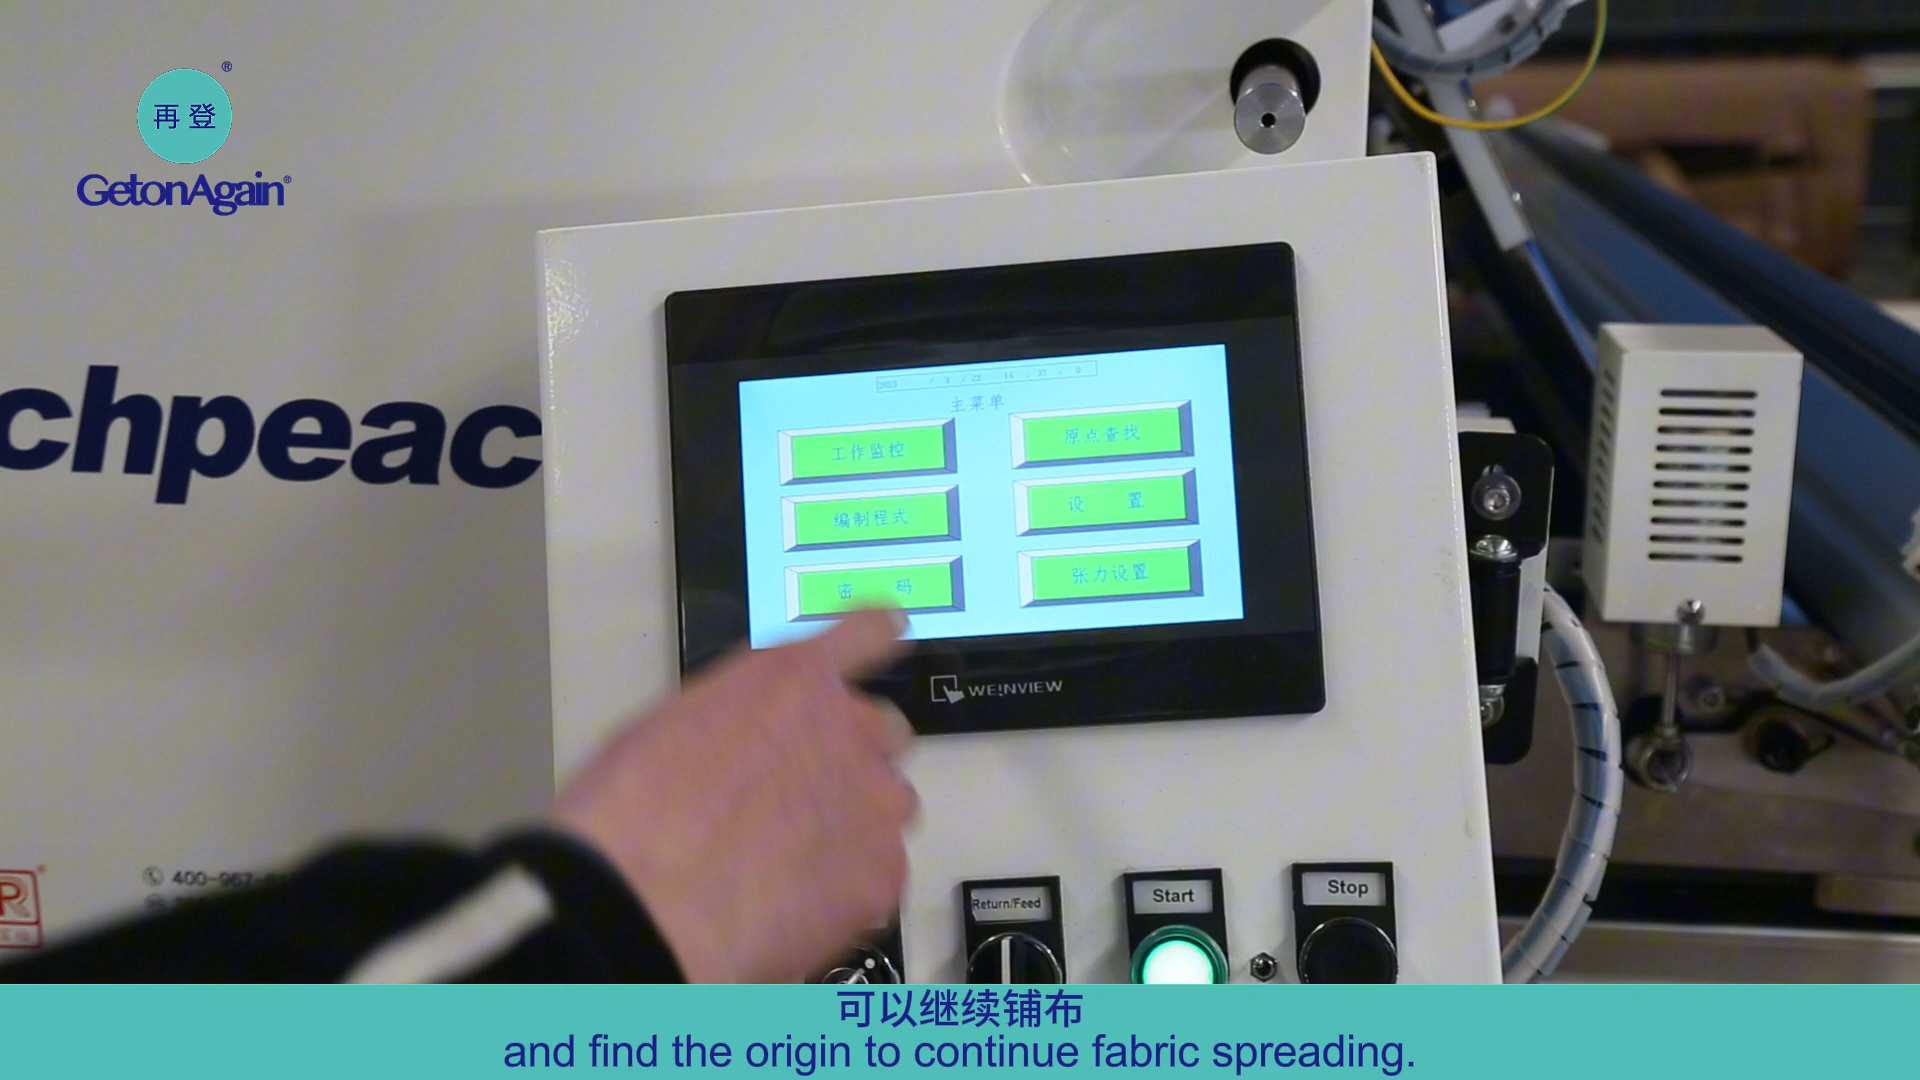 ®
再登
GetonAgain®
chpeac
主菜单
工作监控
原点查找
编制程式
设 置
密 码
张力设置
WEINVIEW
Return/Feed
Start
Stop
可以继续铺布
and find the origin to continue fabric spreading.